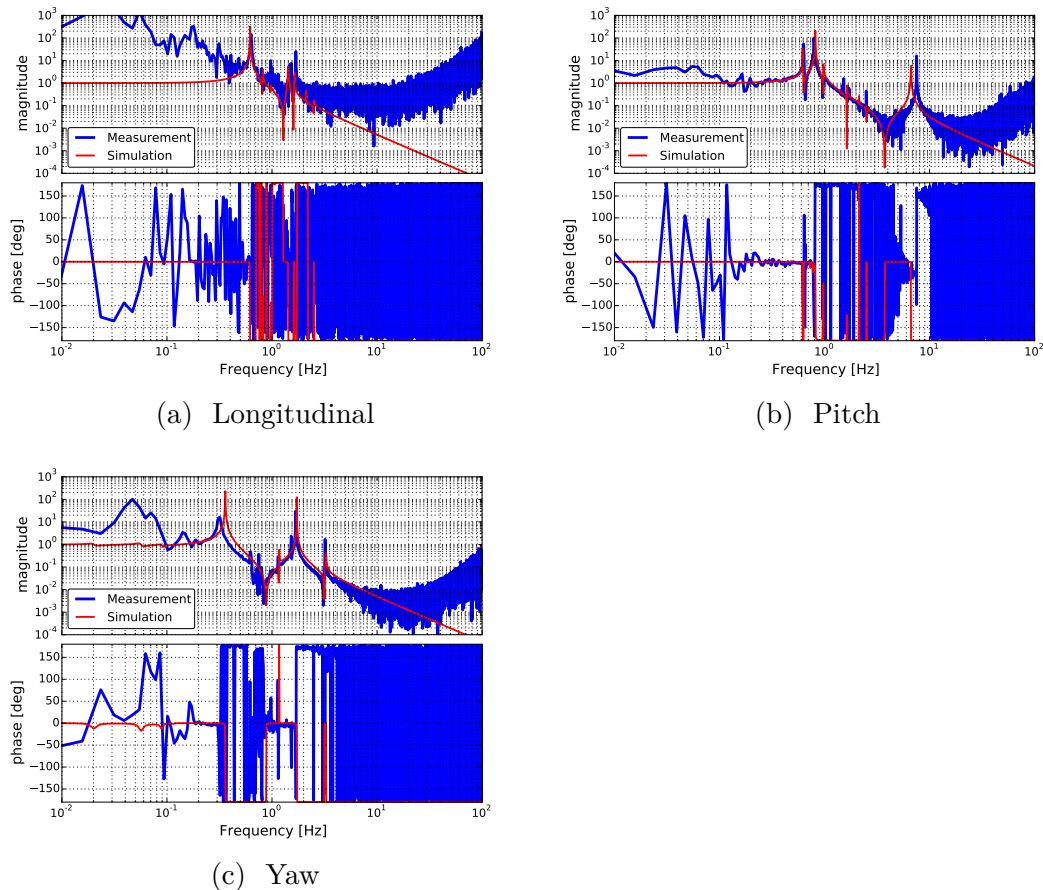 10³
10²
10¹
10⁰
10⁻¹
10⁻²
10⁻³
10⁻⁴
magnitude
Measurement
Simulation
150
100
50
0
−50
−100
−150
phase [deg]
10⁻² 10⁻¹ 10⁰ 10¹ 10²
Frequency [Hz]
(a) Longitudinal
10³
10²
10¹
10⁰
10⁻¹
10⁻²
10⁻³
10⁻⁴
magnitude
Measurement
Simulation
150
100
50
0
−50
−100
−150
phase [deg]
10⁻² 10⁻¹ 10⁰ 10¹ 10²
Frequency [Hz]
(b) Pitch
10³
10²
10¹
10⁰
10⁻¹
10⁻²
10⁻³
10⁻⁴
magnitude
Measurement
Simulation
150
100
50
0
−50
−100
−150
phase [deg]
10⁻² 10⁻¹ 10⁰ 10¹ 10²
Frequency [Hz]
(c) Yaw